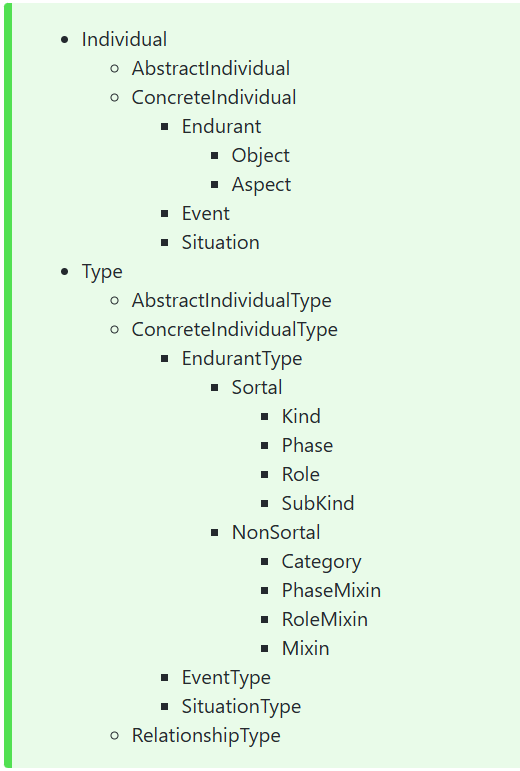 Individual
AbstractIndividual
ConcreteIndividual
Endurant
Object
Aspect
Event
Situation
Type
AbstractIndividualType
ConcreteIndividualType
EndurantType
Sortal
Kind
Phase
Role
SubKind
NonSortal
Category
PhaseMixin
RoleMixin
Mixin
EventType
SituationType
RelationshipType